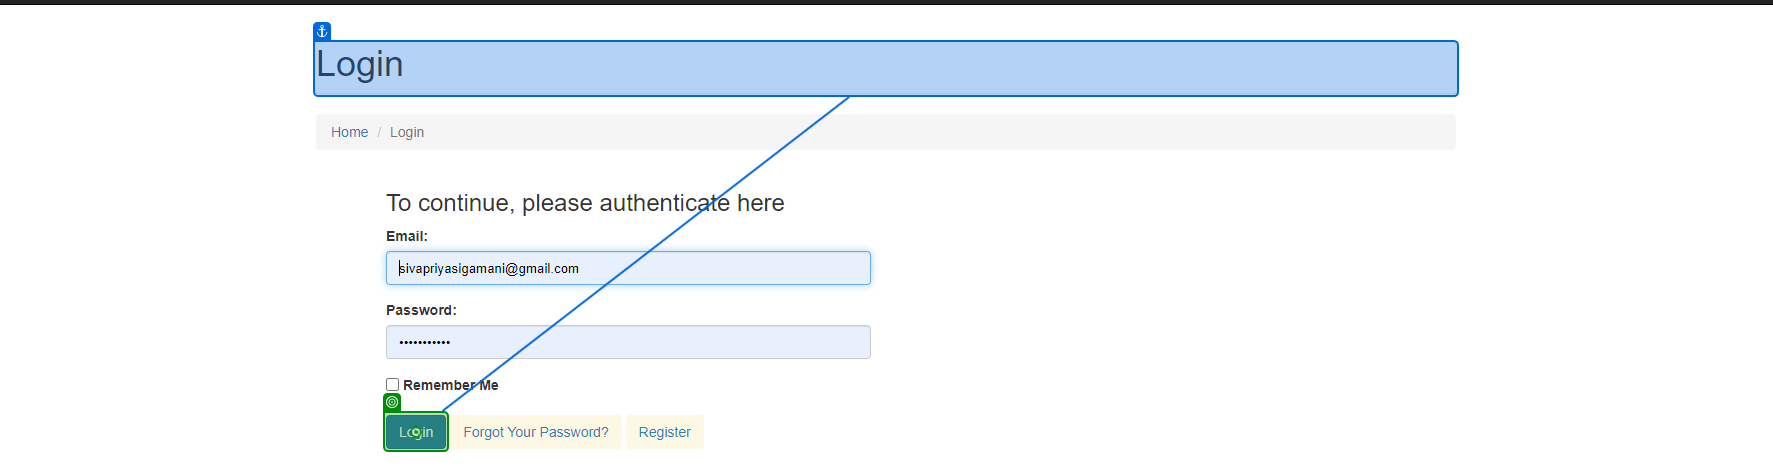 Login
Home / Login
To continue, please authenticate here
Email:
sivapriyasigamani@gmail.com
Password:
•••••••••••
Remember Me
Login Forgot Your Password? Register